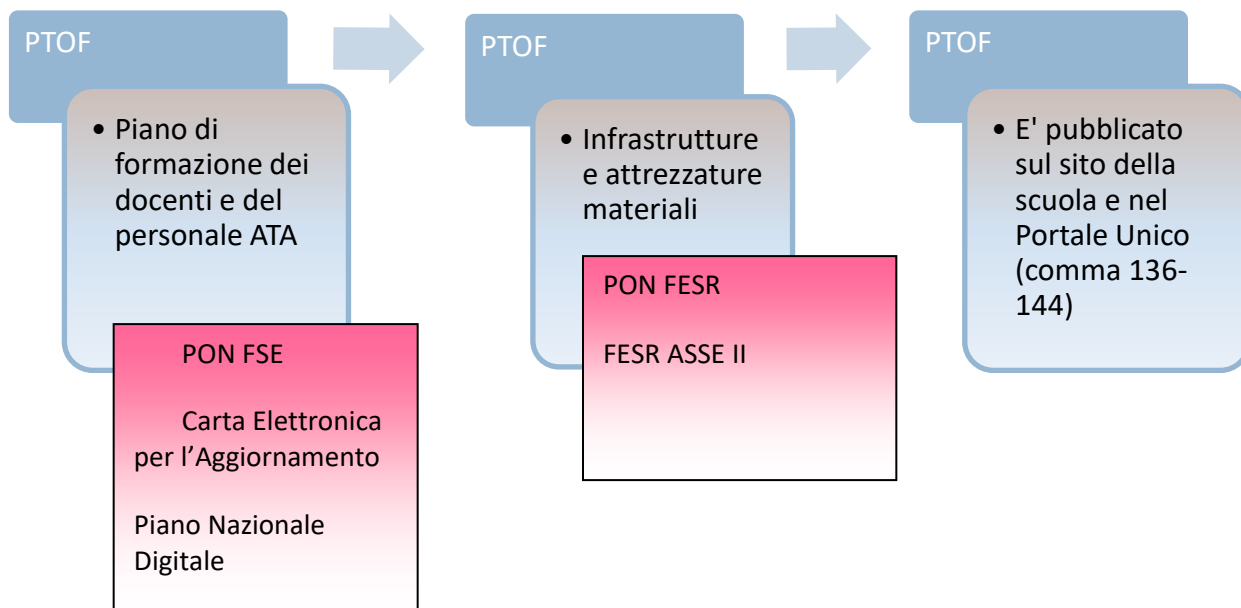 PTOF
• Piano di
formazione dei
docenti e del
personale ATA
PON FSE
Carta Elettronica
per l’Aggiornamento
Piano Nazionale
Digitale
PTOF
• Infrastrutture
e attrezzature
materiali
PON FESR
FESR ASSE II
PTOF
• E' pubblicato
sul sito della
scuola e nel
Portale Unico
(comma 136-
144)